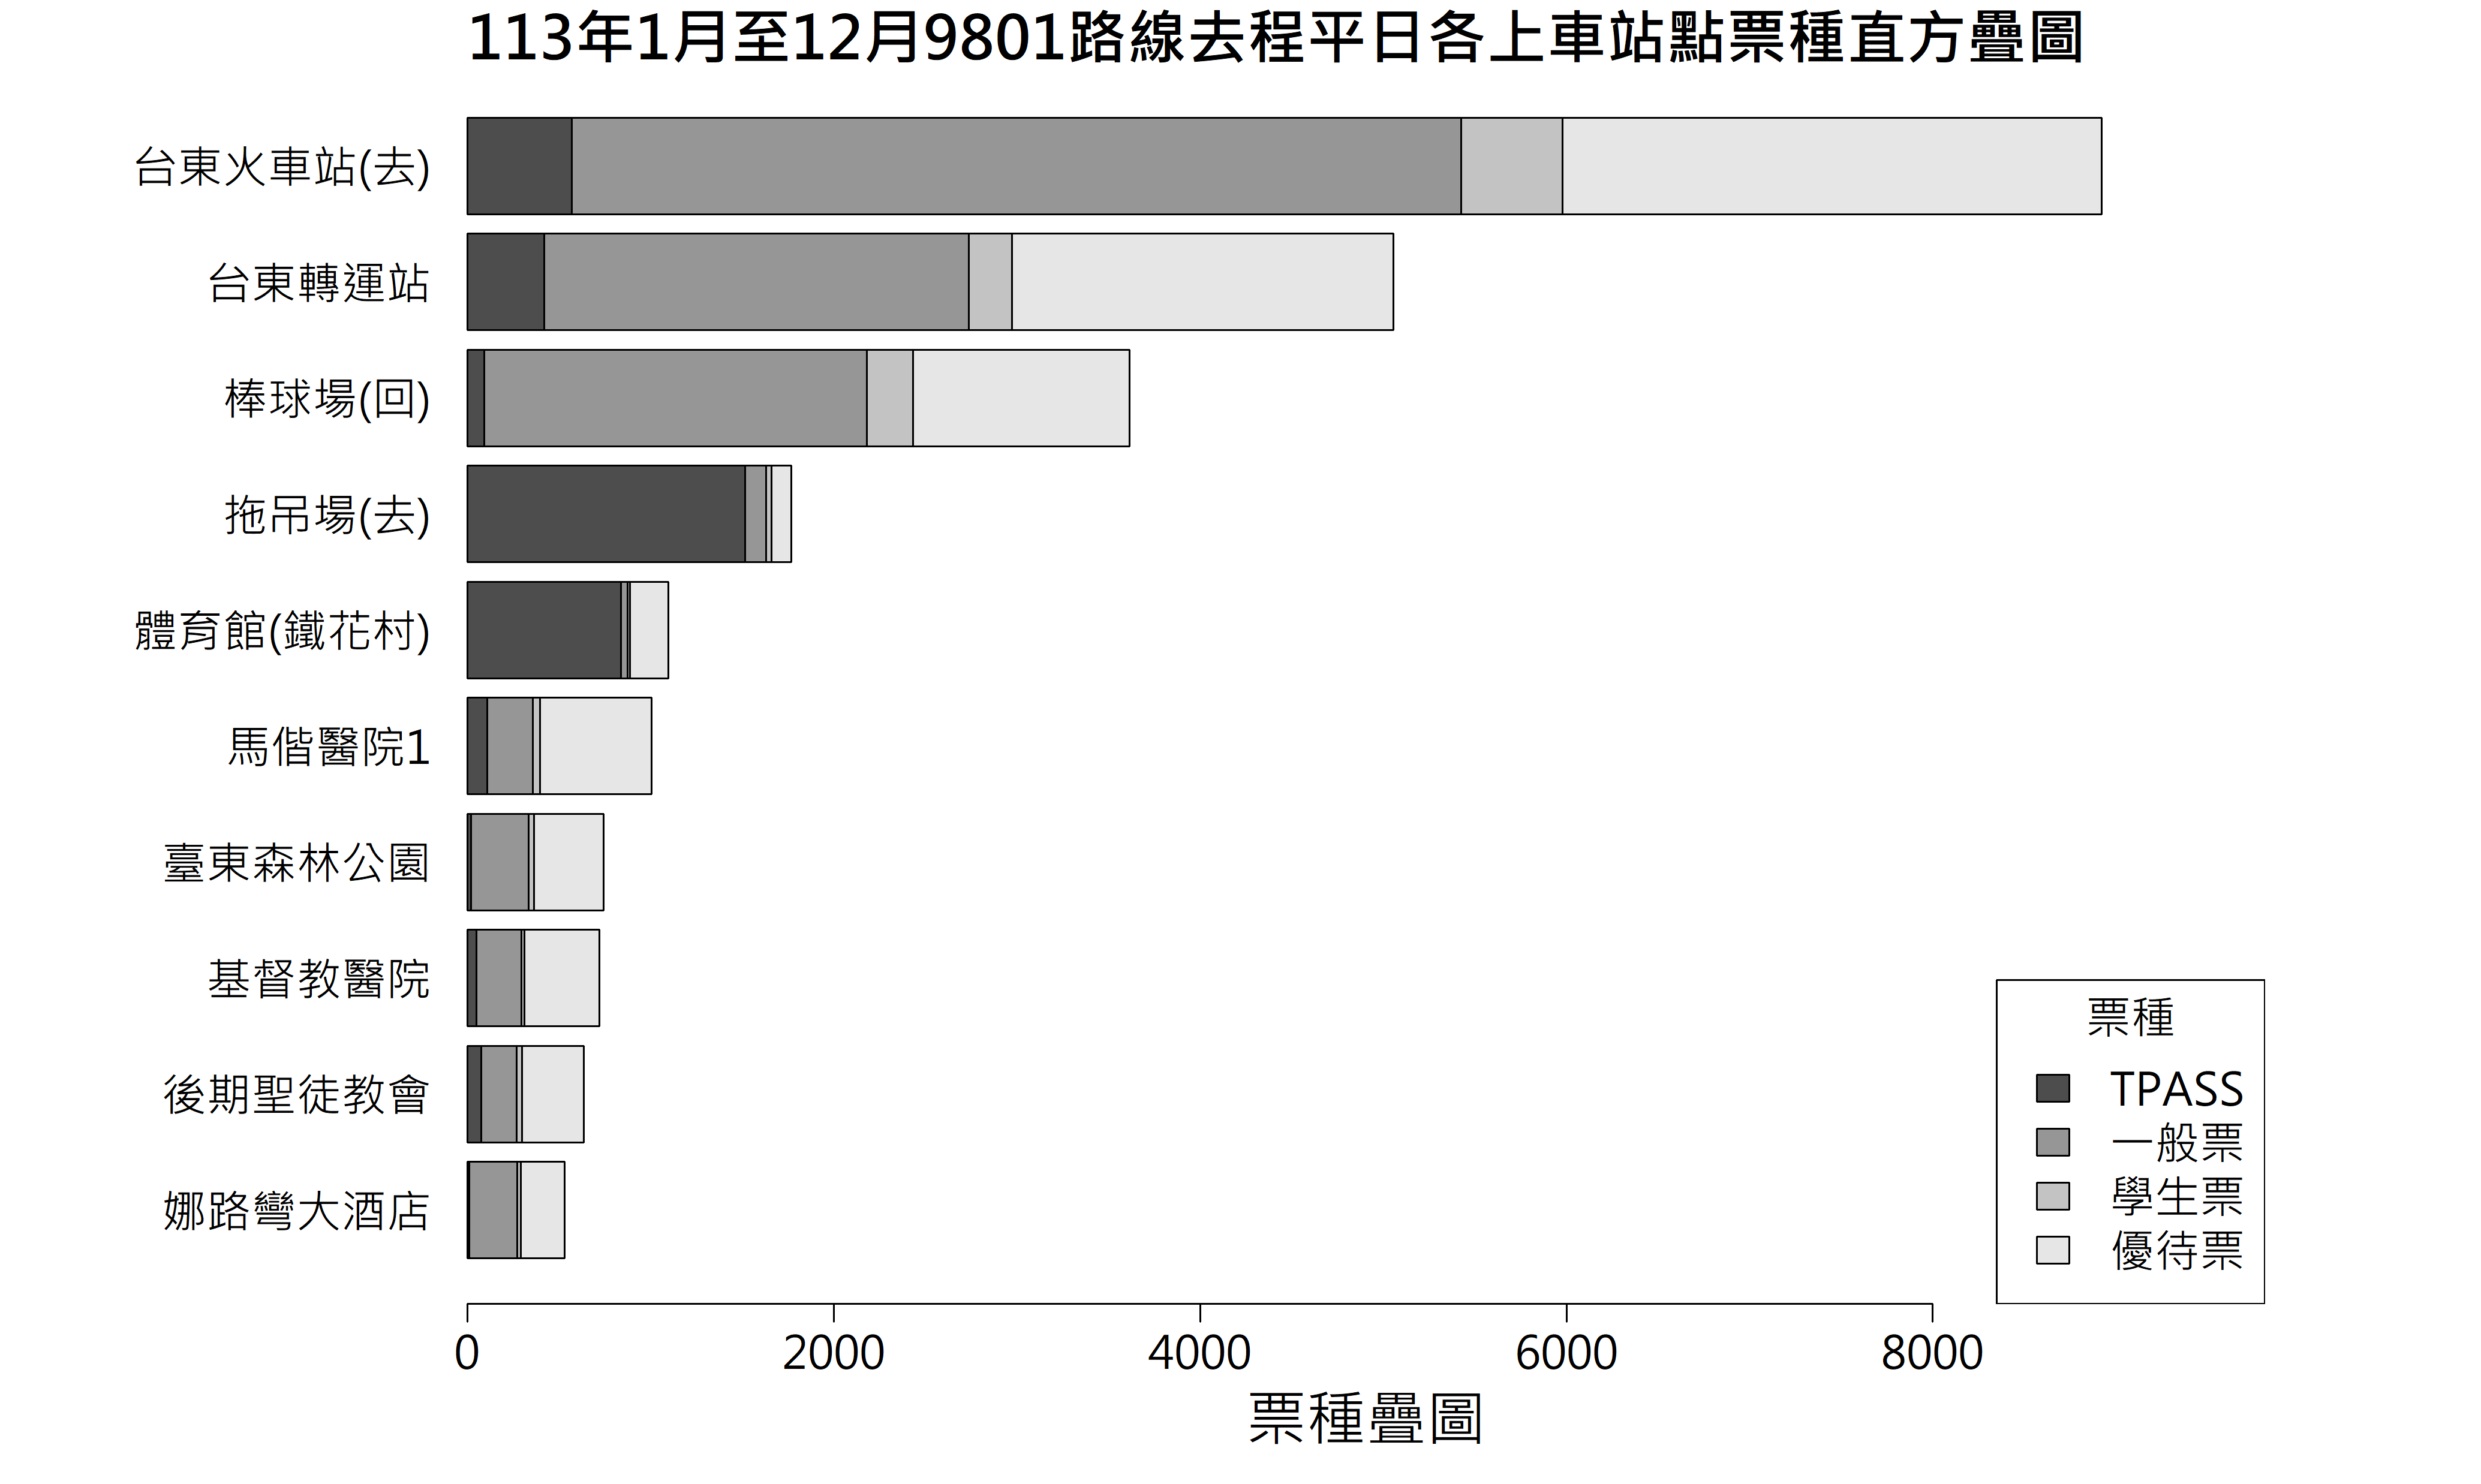 113年1月至12月9801路線去程平日各上車站點票種直方疊圖
台東火車站(去)
台東轉運站
棒球場(回)
拖吊場(去)
體育館(鐵花村)
馬偕醫院1
臺東森林公園
基督教醫院
後期聖徒教會
娜路彎大酒店
票種
TPASS
一般票
學生票
優待票
0 2000 4000 6000 8000
票種疊圖